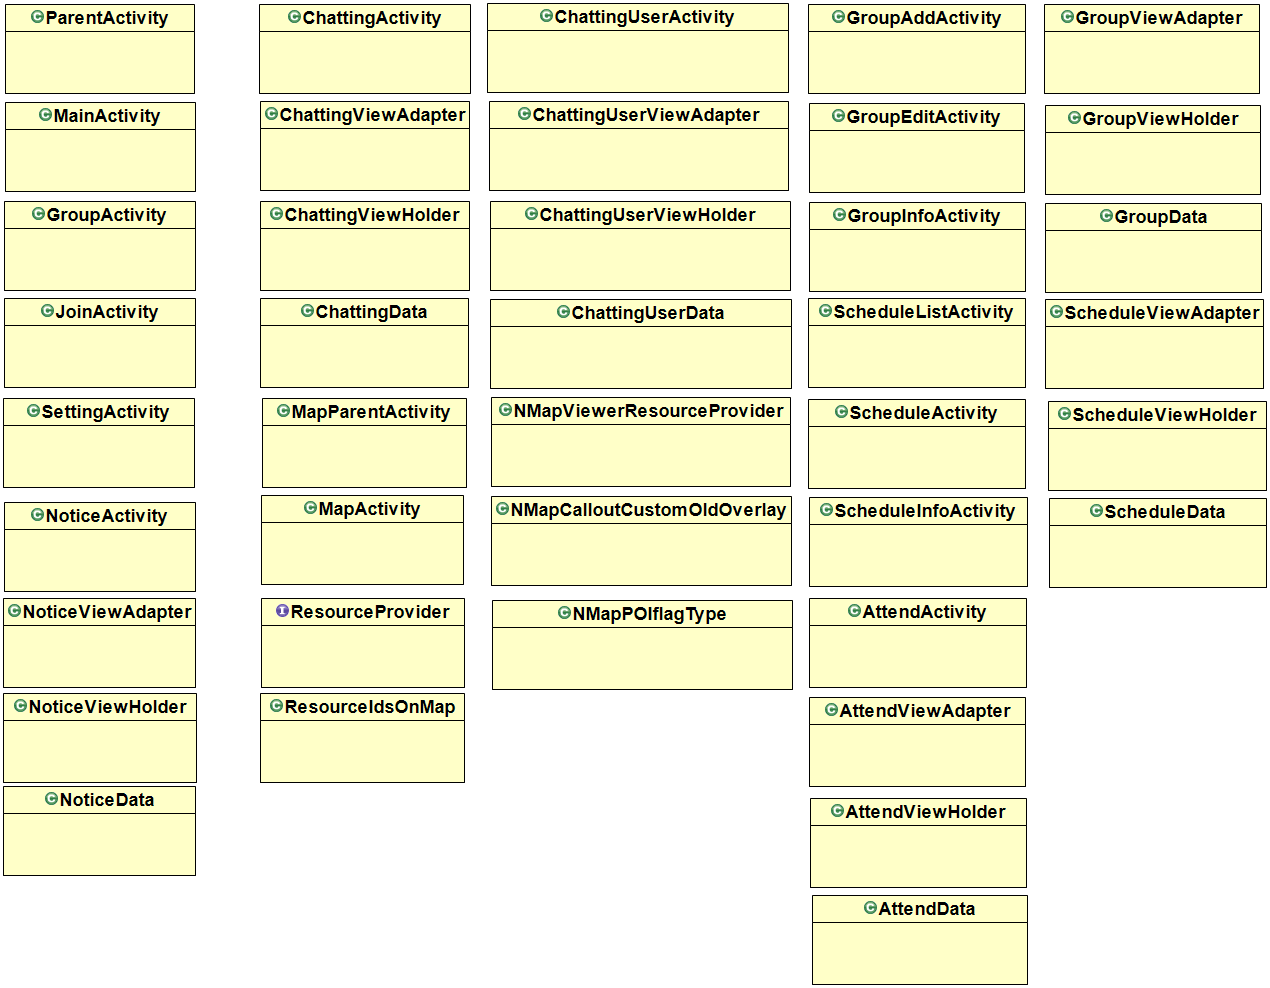 ParentActivity
MainActivity
GroupActivity
JoinActivity
SettingActivity
NoticeActivity
NoticeViewAdapter
NoticeViewHolder
NoticeData
ChattingActivity
ChattingViewAdapter
ChattingViewHolder
ChattingData
MapParentActivity
MapActivity
ResourceProvider
ResourceIdsOnMap
ChattingUserActivity
ChattingUserViewAdapter
ChattingUserViewHolder
ChattingUserData
NMapViewerResourceProvider
NMapCalloutCustomOldOverlay
NMapPOIflagType
GroupAddActivity
GroupEditActivity
GroupInfoActivity
ScheduleListActivity
ScheduleActivity
ScheduleInfoActivity
AttendActivity
AttendViewAdapter
AttendViewHolder
AttendData
GroupViewAdapter
GroupViewHolder
GroupData
ScheduleViewAdapter
ScheduleViewHolder
ScheduleData